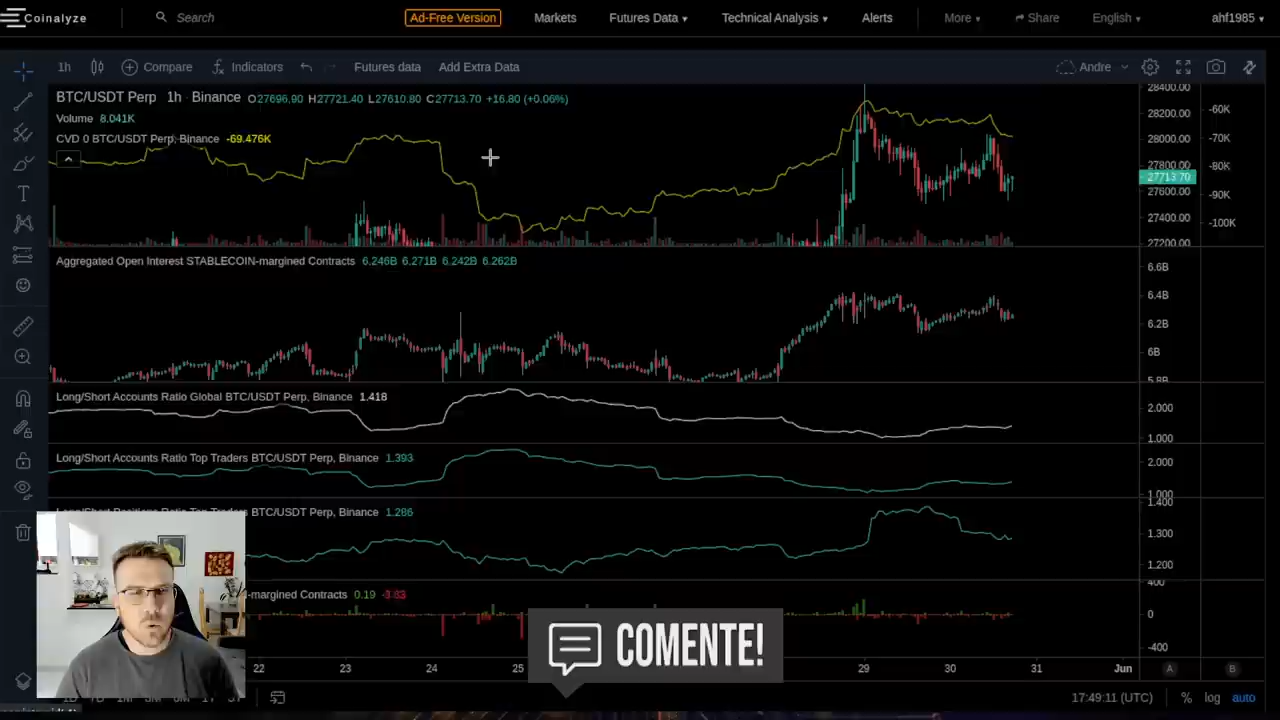 Coinalyze
Search
Ad-Free Version
Markets
Futures Data
Technical Analysis
Alerts
More
Share
English
ahf1985
1h
Compare
Indicators
Futures data
Add Extra Data
Andre
BTC/USDT Perp 1h Binance O27696.90 H27721.40 L27610.80 C27713.70 +16.80 (+0.06%)
Volume 8.041K
CVD 0 BTC/USDT Perp, Binance -69.476K
28400.00
28200.00
28000.00
27800.00
27713.70
27600.00
27400.00
27200.00
-60K
-70K
-80K
-90K
-100K
Aggregated Open Interest STABLECOIN-margined Contracts 6.246B 6.271B 6.242B 6.262B
6.6B
6.4B
6.2B
6B
5.8B
Long/Short Accounts Ratio Global BTC/USDT Perp, Binance 1.418
2.000
1.000
Long/Short Accounts Ratio Top Traders BTC/USDT Perp, Binance 1.393
2.000
1.000
Traders BTC/USDT Perp, Binance 1.286
1.400
1.300
1.200
-margined Contracts 0.19 -3.83
400
0
-400
COMENTE!
22 23 24 25 29 30 31 Jun
A B
17:49:11 (UTC) % log auto